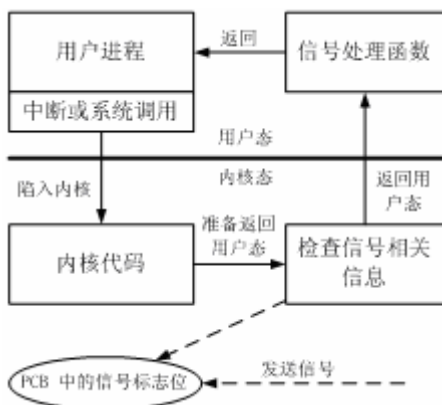 用户进程
返回
信号处理函数
中断或系统调用
用户态
内核态
陷入内核
返回用
户态
内核代码
准备返回
用户态
检查信号相关
信息
PCB 中的信号标志位
发送信号